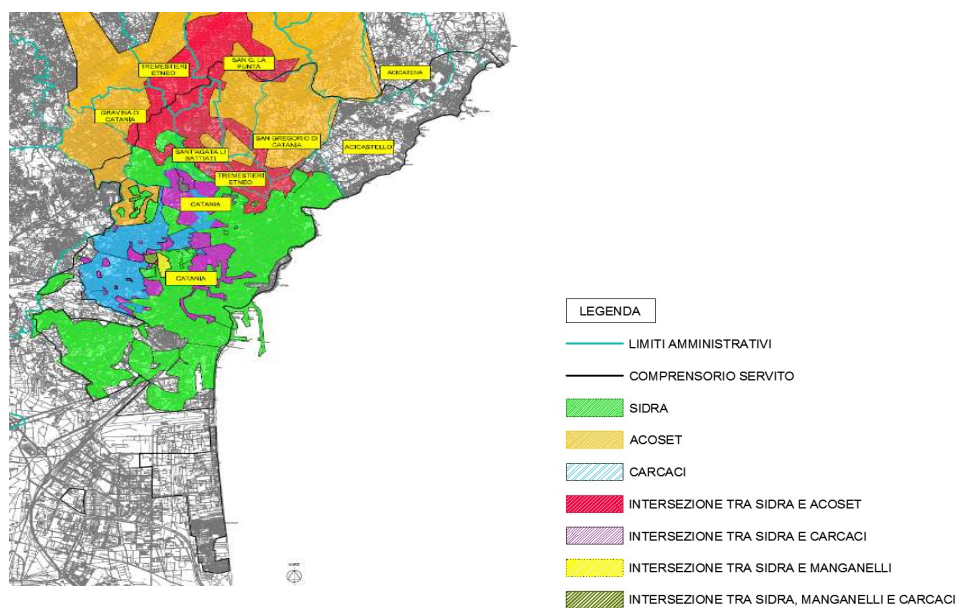 TREMESTIERI
ETNEO
SAN G. LA
PUNTA
ACICATENA
GRAVINA DI
CATANIA
SANT'AGATA LI
BATTIATI
SAN GREGORIO DI
CATANIA
ACICASTELLO
TREMESTIERI
ETNEO
CATANIA
CATANIA
NORD
LEGENDA
LIMITI AMMINISTRATIVI
COMPRENSORIO SERVITO
SIDRA
ACOSET
CARCACI
INTERSEZIONE TRA SIDRA E ACOSET
INTERSEZIONE TRA SIDRA E CARCACI
INTERSEZIONE TRA SIDRA E MANGANELLI
INTERSEZIONE TRA SIDRA, MANGANELLI E CARCACI